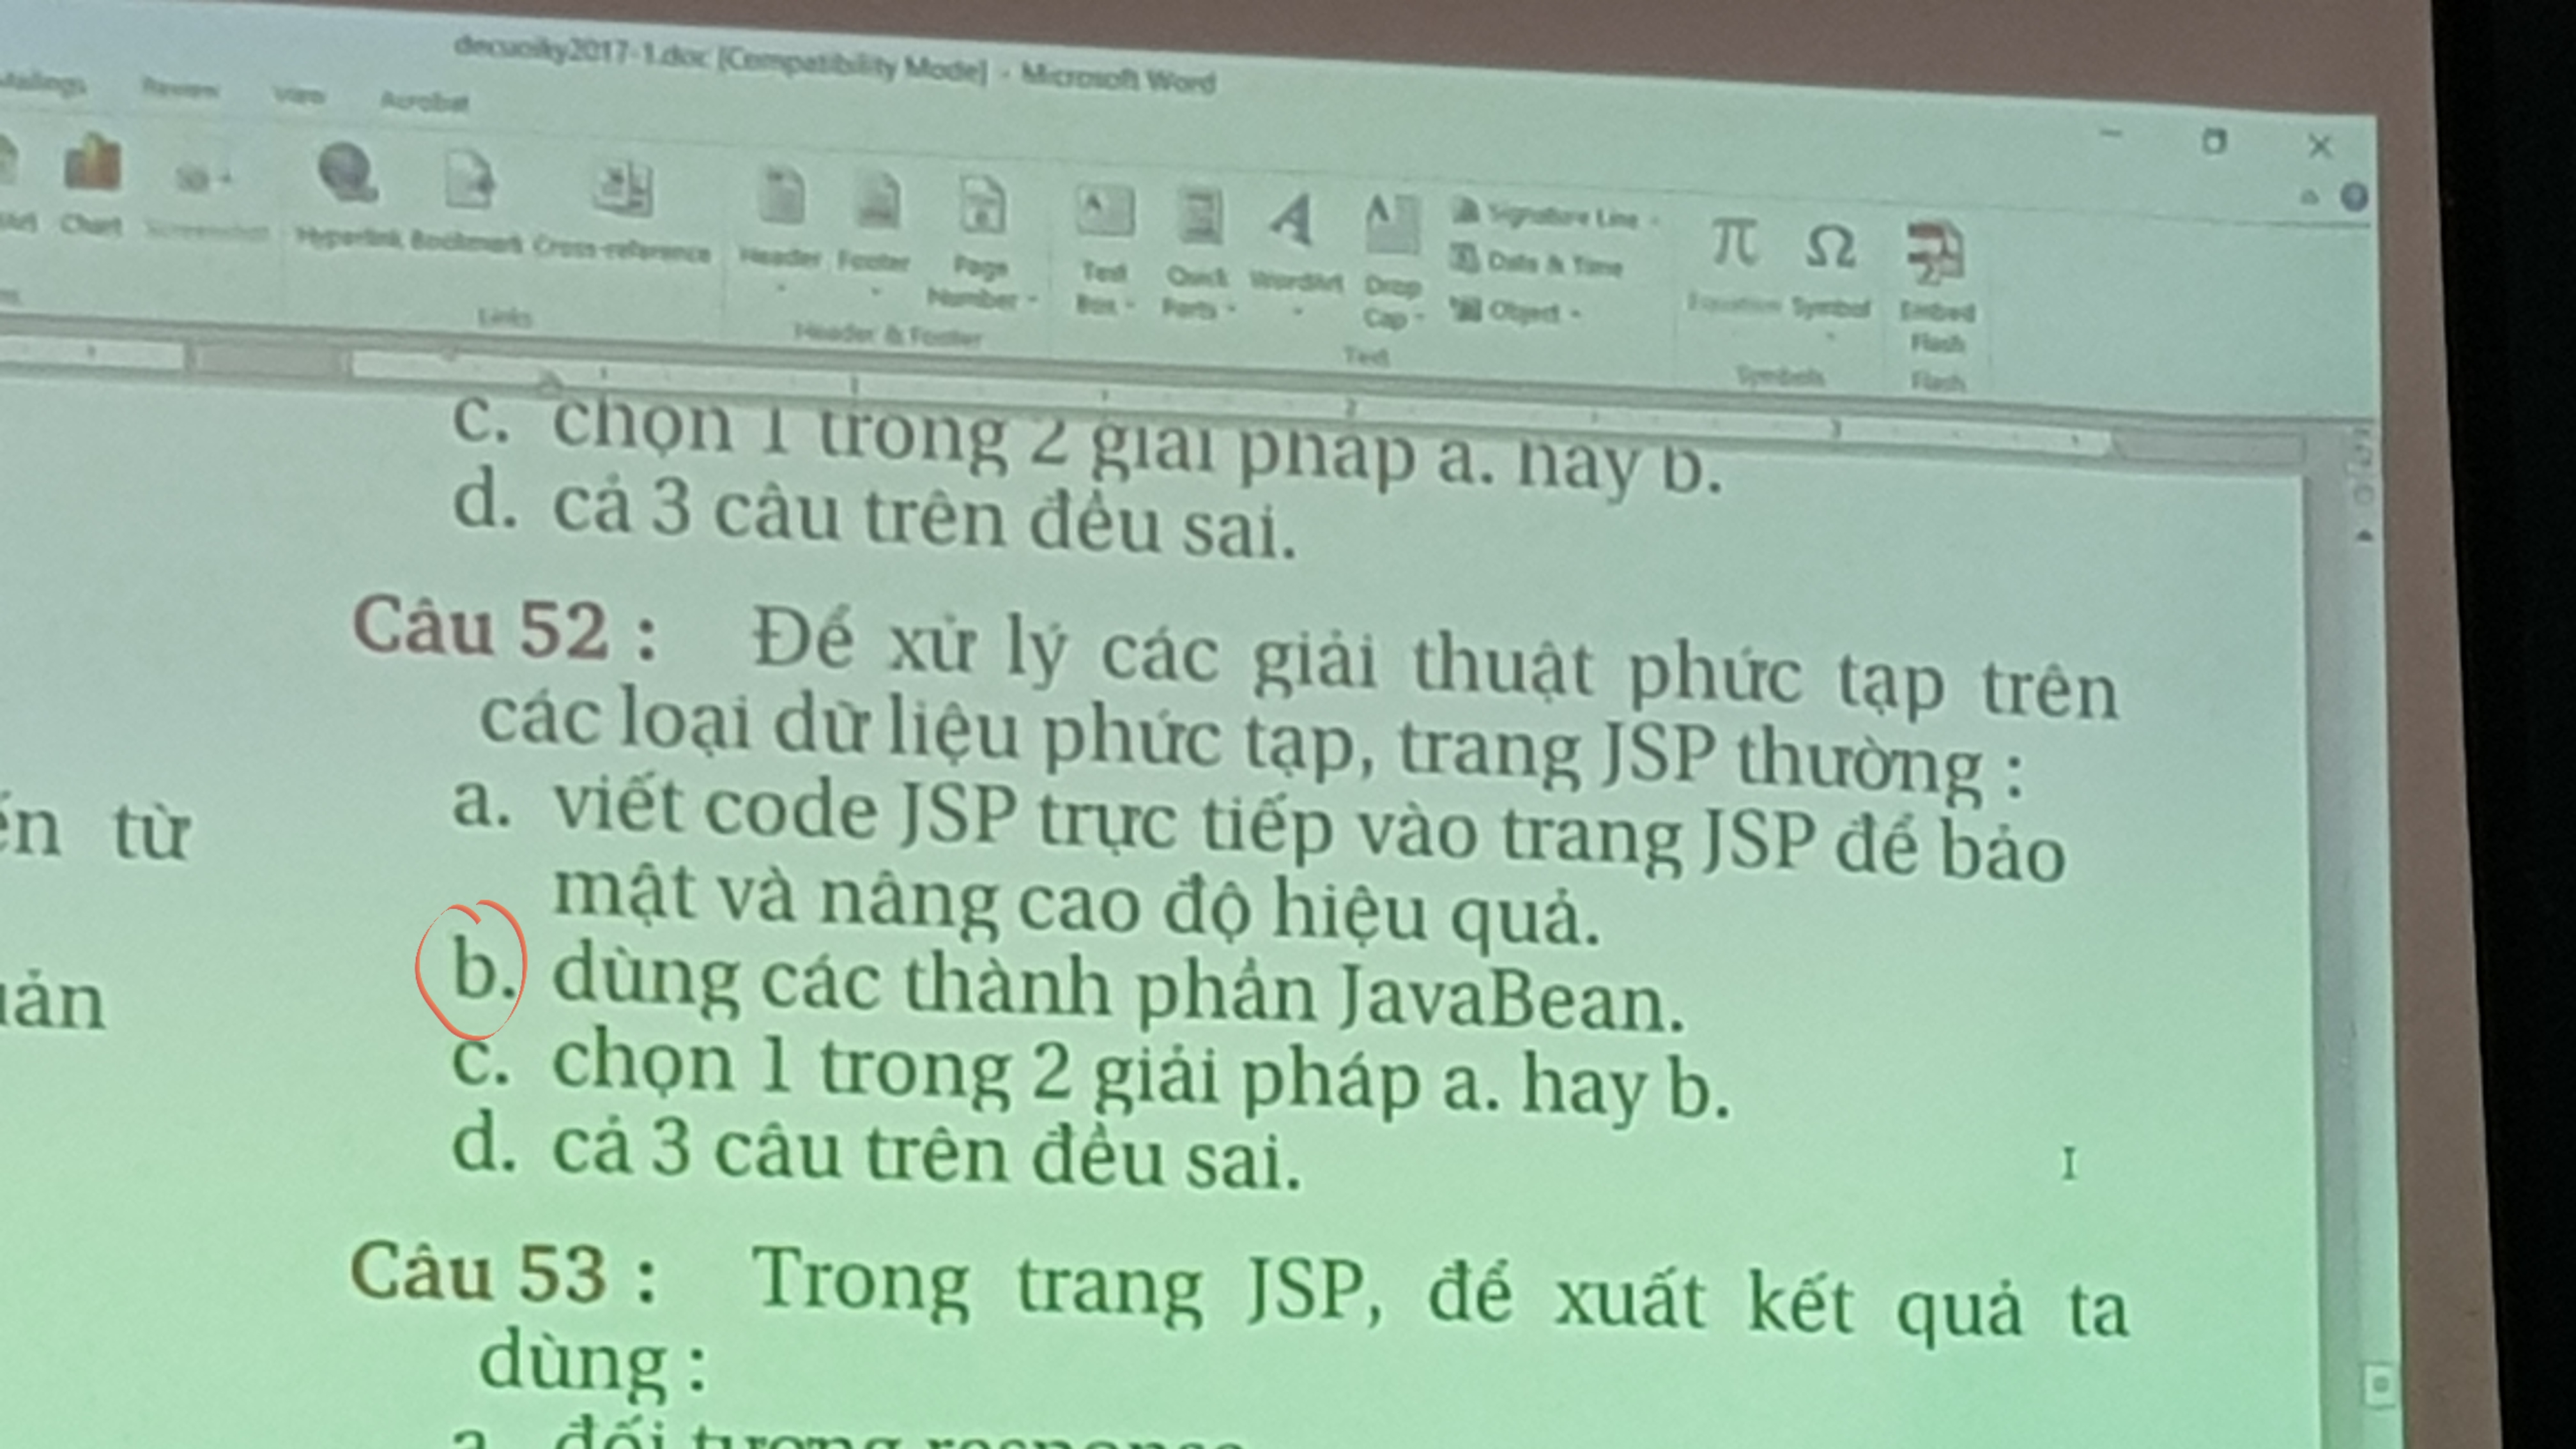 decuoiky2017-1.doc [Compatibility Mode] - Microsoft Word
Mailings Review View Acrobat
Chart Screenshot Hyperlink Bookmark Cross-reference Header Footer Page Number Text Box Quick Parts WordArt Drop Cap Signature Line Date & Time Object Equation Symbol Embed Flash
Links Header & Footer Text Symbols Flash
c. chọn 1 trong 2 giải pháp a. hay b.
d. cả 3 câu trên đều sai.
Câu 52 : Để xử lý các giải thuật phức tạp trên
các loại dữ liệu phức tạp, trang JSP thường :
a. viết code JSP trực tiếp vào trang JSP để bảo
từ
mật và nâng cao độ hiệu quả.
b. dùng các thành phần JavaBean.
c. chọn 1 trong 2 giải pháp a. hay b.
d. cả 3 câu trên đều sai.
Câu 53 : Trong trang JSP, để xuất kết quả ta
dùng :
a. đối tượng response